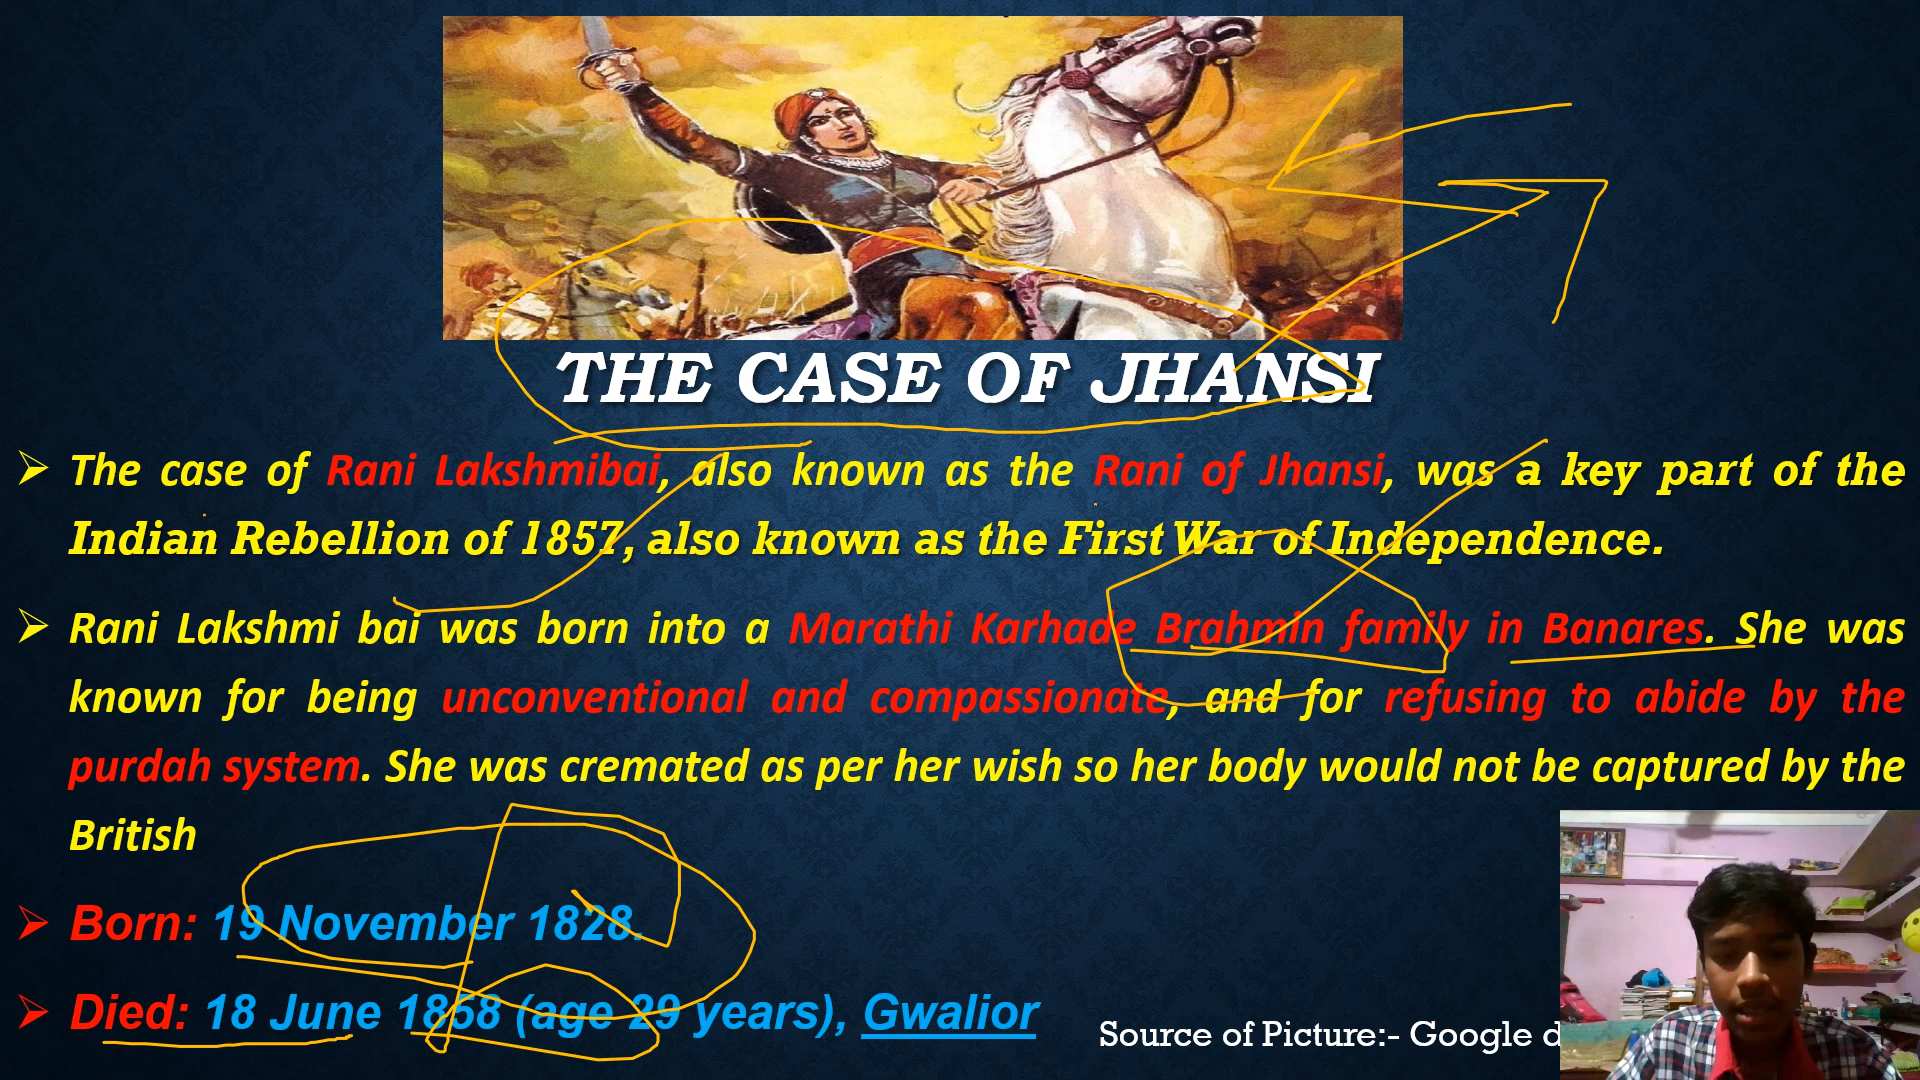 THE CASE OF JHANSI
The case of Rani Lakshmibai, also known as the Rani of Jhansi, was a key part of the
Indian Rebellion of 1857, also known as the First War of Independence.
Rani Lakshmi bai was born into a Marathi Karhade Brahmin family in Banares. She was
known for being unconventional and compassionate, and for refusing to abide by the
purdah system. She was cremated as per her wish so her body would not be captured by the
British
Born: 19 November 1828.
Died: 18 June 1858 (age 29 years), Gwalior
Source of Picture:- Google